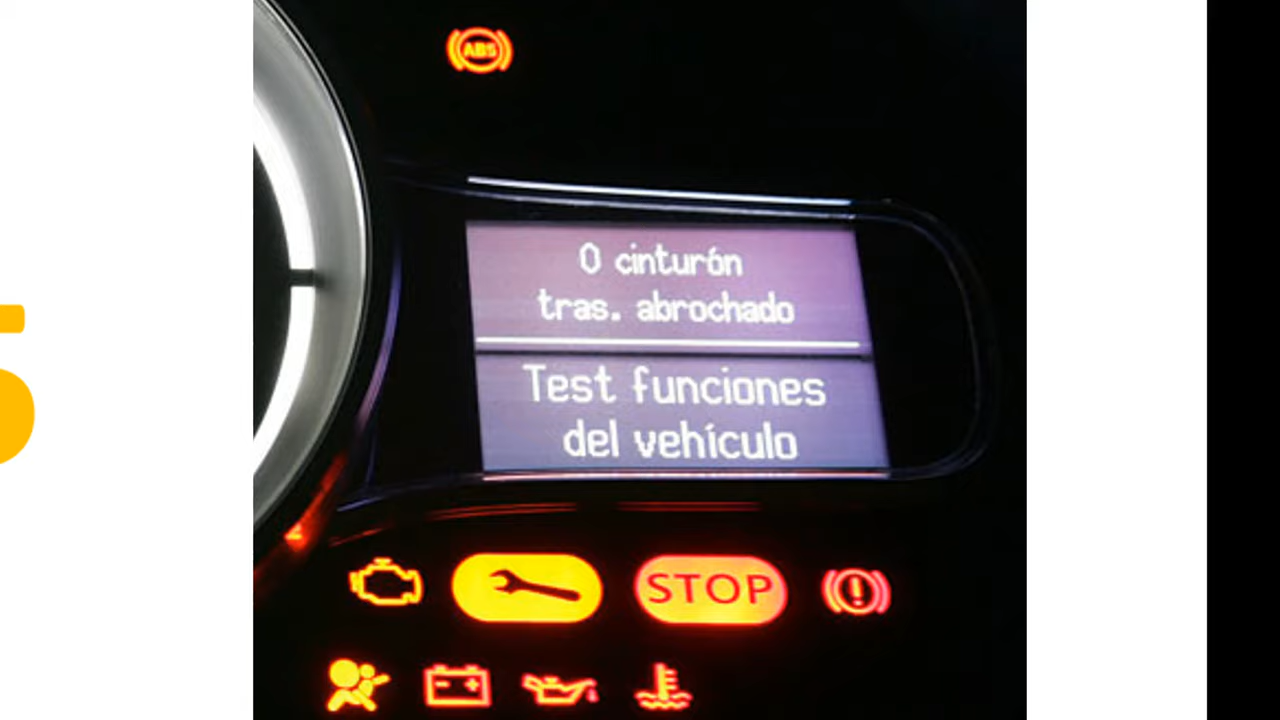 ABS
0 cinturón
tras. abrochado
Test funciones
del vehículo
STOP